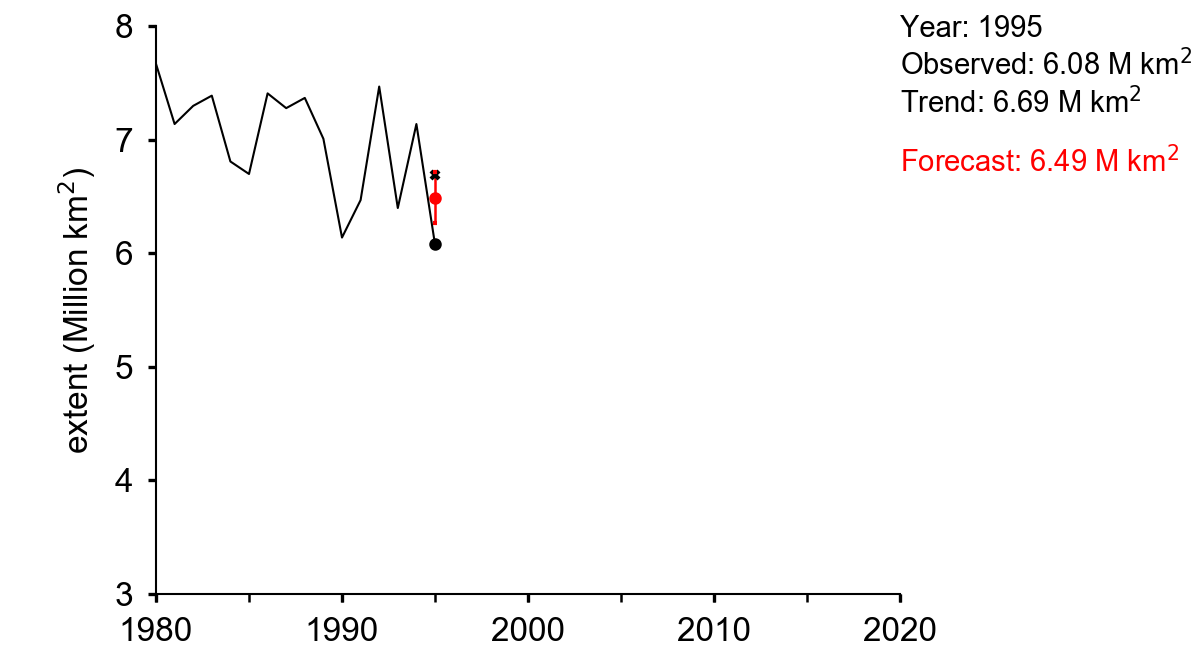 8
7
6
5
4
3
extent (Million km²)
1980
1990
2000
2010
2020
Year: 1995
Observed: 6.08 M km²
Trend: 6.69 M km²
Forecast: 6.49 M km²